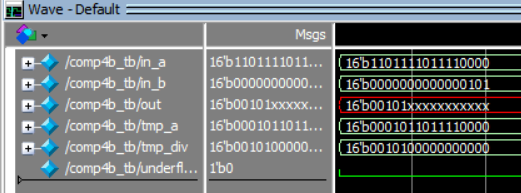 Wave - Default
Msgs
/comp4b_tb/in_a 16'b1101111011... 16'b1101111011110000
/comp4b_tb/in_b 16'b0000000000... 16'b0000000000000101
/comp4b_tb/out 16'b00101xxxxx... 16'b00101xxxxxxxxxxx
/comp4b_tb/tmp_a 16'b0001011011... 16'b0001011011110000
/comp4b_tb/tmp_div 16'b0010100000... 16'b0010100000000000
/comp4b_tb/underfl... 1'b0